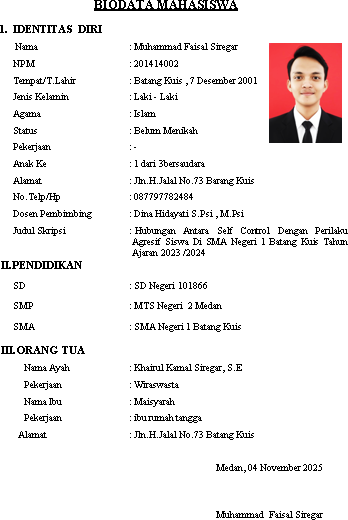 BIODATA MAHASISWA
1. IDENTITAS DIRI
Nama : Muhammad Faisal Siregar
NPM : 201414002
Tempat/T.Lahir : Batang Kuis , 7 Desember 2001
Jenis Kelamin : Laki - Laki
Agama : Islam
Status : Belum Menikah
Pekerjaan : -
Anak Ke : 1 dari 3bersaudara
Alamat : Jln.H.Jalal No.73 Barang Kuis
No. Telp/Hp : 087797782484
Dosen Pembimbing : Dina Hidayati S.Psi , M.Psi
Judul Skripsi : Hubungan Antara Self Control Dengan Perilaku
Agresif Siswa Di SMA Negeri 1 Batang Kuis Tahun
Ajaran 2023 /2024
II.PENDIDIKAN
SD : SD Negeri 101866
SMP : MTS Negeri 2 Medan
SMA : SMA Negeri 1 Batang Kuis
III.ORANG TUA
Nama Ayah : Khairul Kamal Siregar, S.E
Pekerjaan : Wiraswasta
Nama Ibu : Maisyarah
Pekerjaan : ibu rumah tangga
Alamat : Jln.H.Jalal No.73 Batang Kuis
Medan, 04 November 2025
Muhammad Faisal Siregar